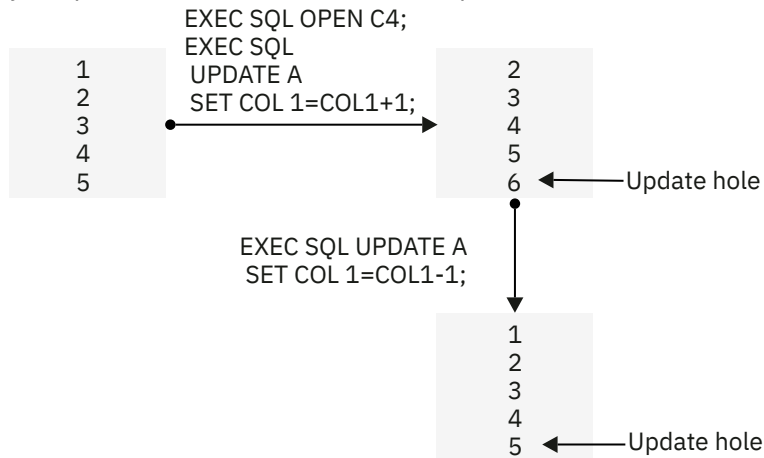 EXEC SQL OPEN C4;
EXEC SQL
UPDATE A
SET COL 1=COL1+1;
1
2
3
4
5
2
3
4
5
6
Update hole
EXEC SQL UPDATE A
SET COL 1=COL1-1;
1
2
3
4
5
Update hole